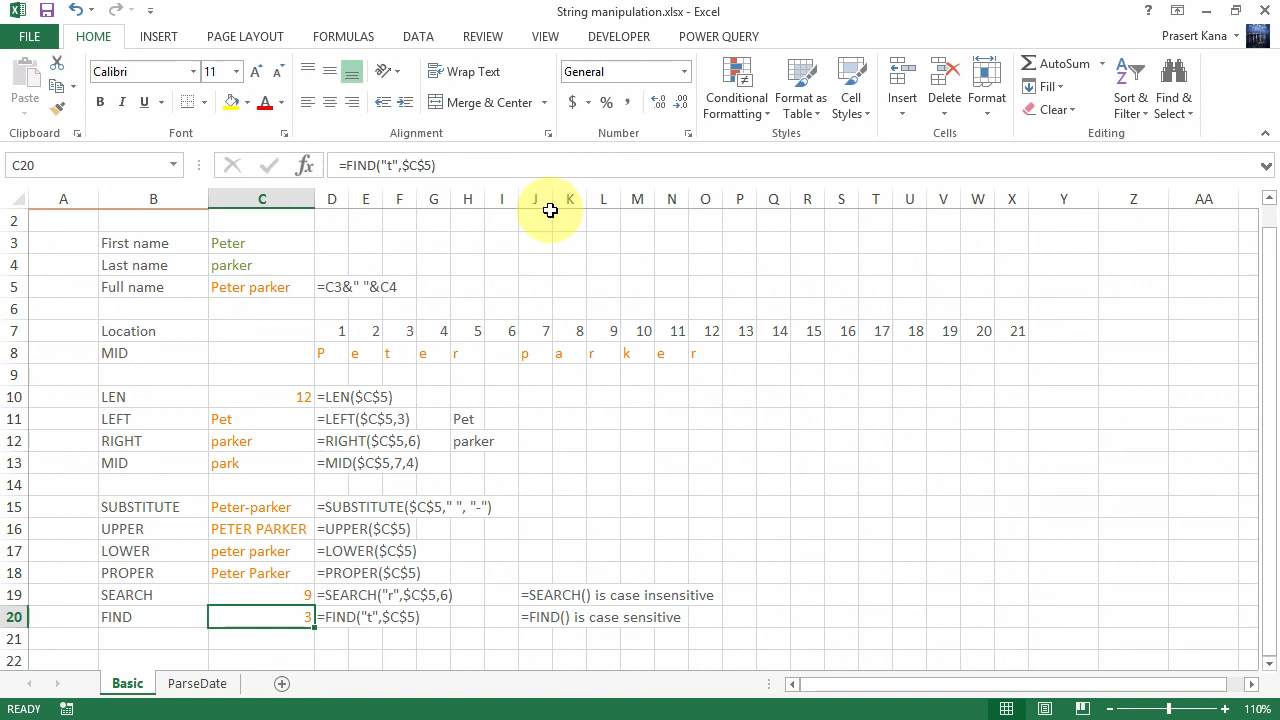 String manipulation.xlsx - Excel
FILE HOME INSERT PAGE LAYOUT FORMULAS DATA REVIEW VIEW DEVELOPER POWER QUERY Prasert Kana
Paste Calibri 11 A A Wrap Text General AutoSum
B I U A Merge & Center $ % , Conditional Formatting Format as Table Cell Styles Insert Delete Format Fill Clear Sort & Filter Find & Select
Clipboard Font Alignment Number Styles Cells Editing
C20 fx =FIND("t",$C$5)
A B C D E F G H I J K L M N O P Q R S T U V W X Y Z AA
2
3 First name Peter
4 Last name parker
5 Full name Peter parker =C3&" "&C4
6
7 Location 1 2 3 4 5 6 7 8 9 10 11 12 13 14 15 16 17 18 19 20 21
8 MID P e t e r p a r k e r
9
10 LEN 12 =LEN($C$5)
11 LEFT Pet =LEFT($C$5,3) Pet
12 RIGHT parker =RIGHT($C$5,6) parker
13 MID park =MID($C$5,7,4)
14
15 SUBSTITUTE Peter-parker =SUBSTITUTE($C$5," ", "-")
16 UPPER PETER PARKER =UPPER($C$5)
17 LOWER peter parker =LOWER($C$5)
18 PROPER Peter Parker =PROPER($C$5)
19 SEARCH 9 =SEARCH("r",$C$5,6) =SEARCH() is case insensitive
20 FIND 3 =FIND("t",$C$5) =FIND() is case sensitive
21
22
Basic ParseDate
READY 110%